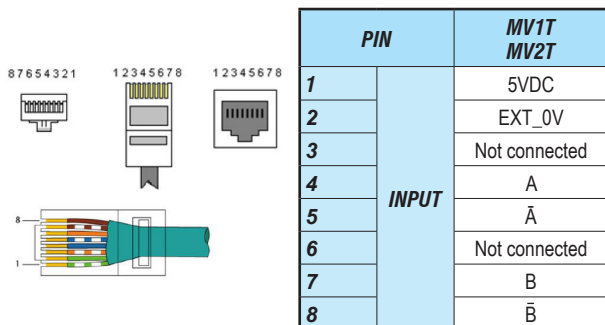 87654321
12345678
12345678
8
1
PIN MV1T MV2T
1 INPUT 5VDC
2 EXT_0V
3 Not connected
4 A
5 Ā
6 Not connected
7 B
8 B̄